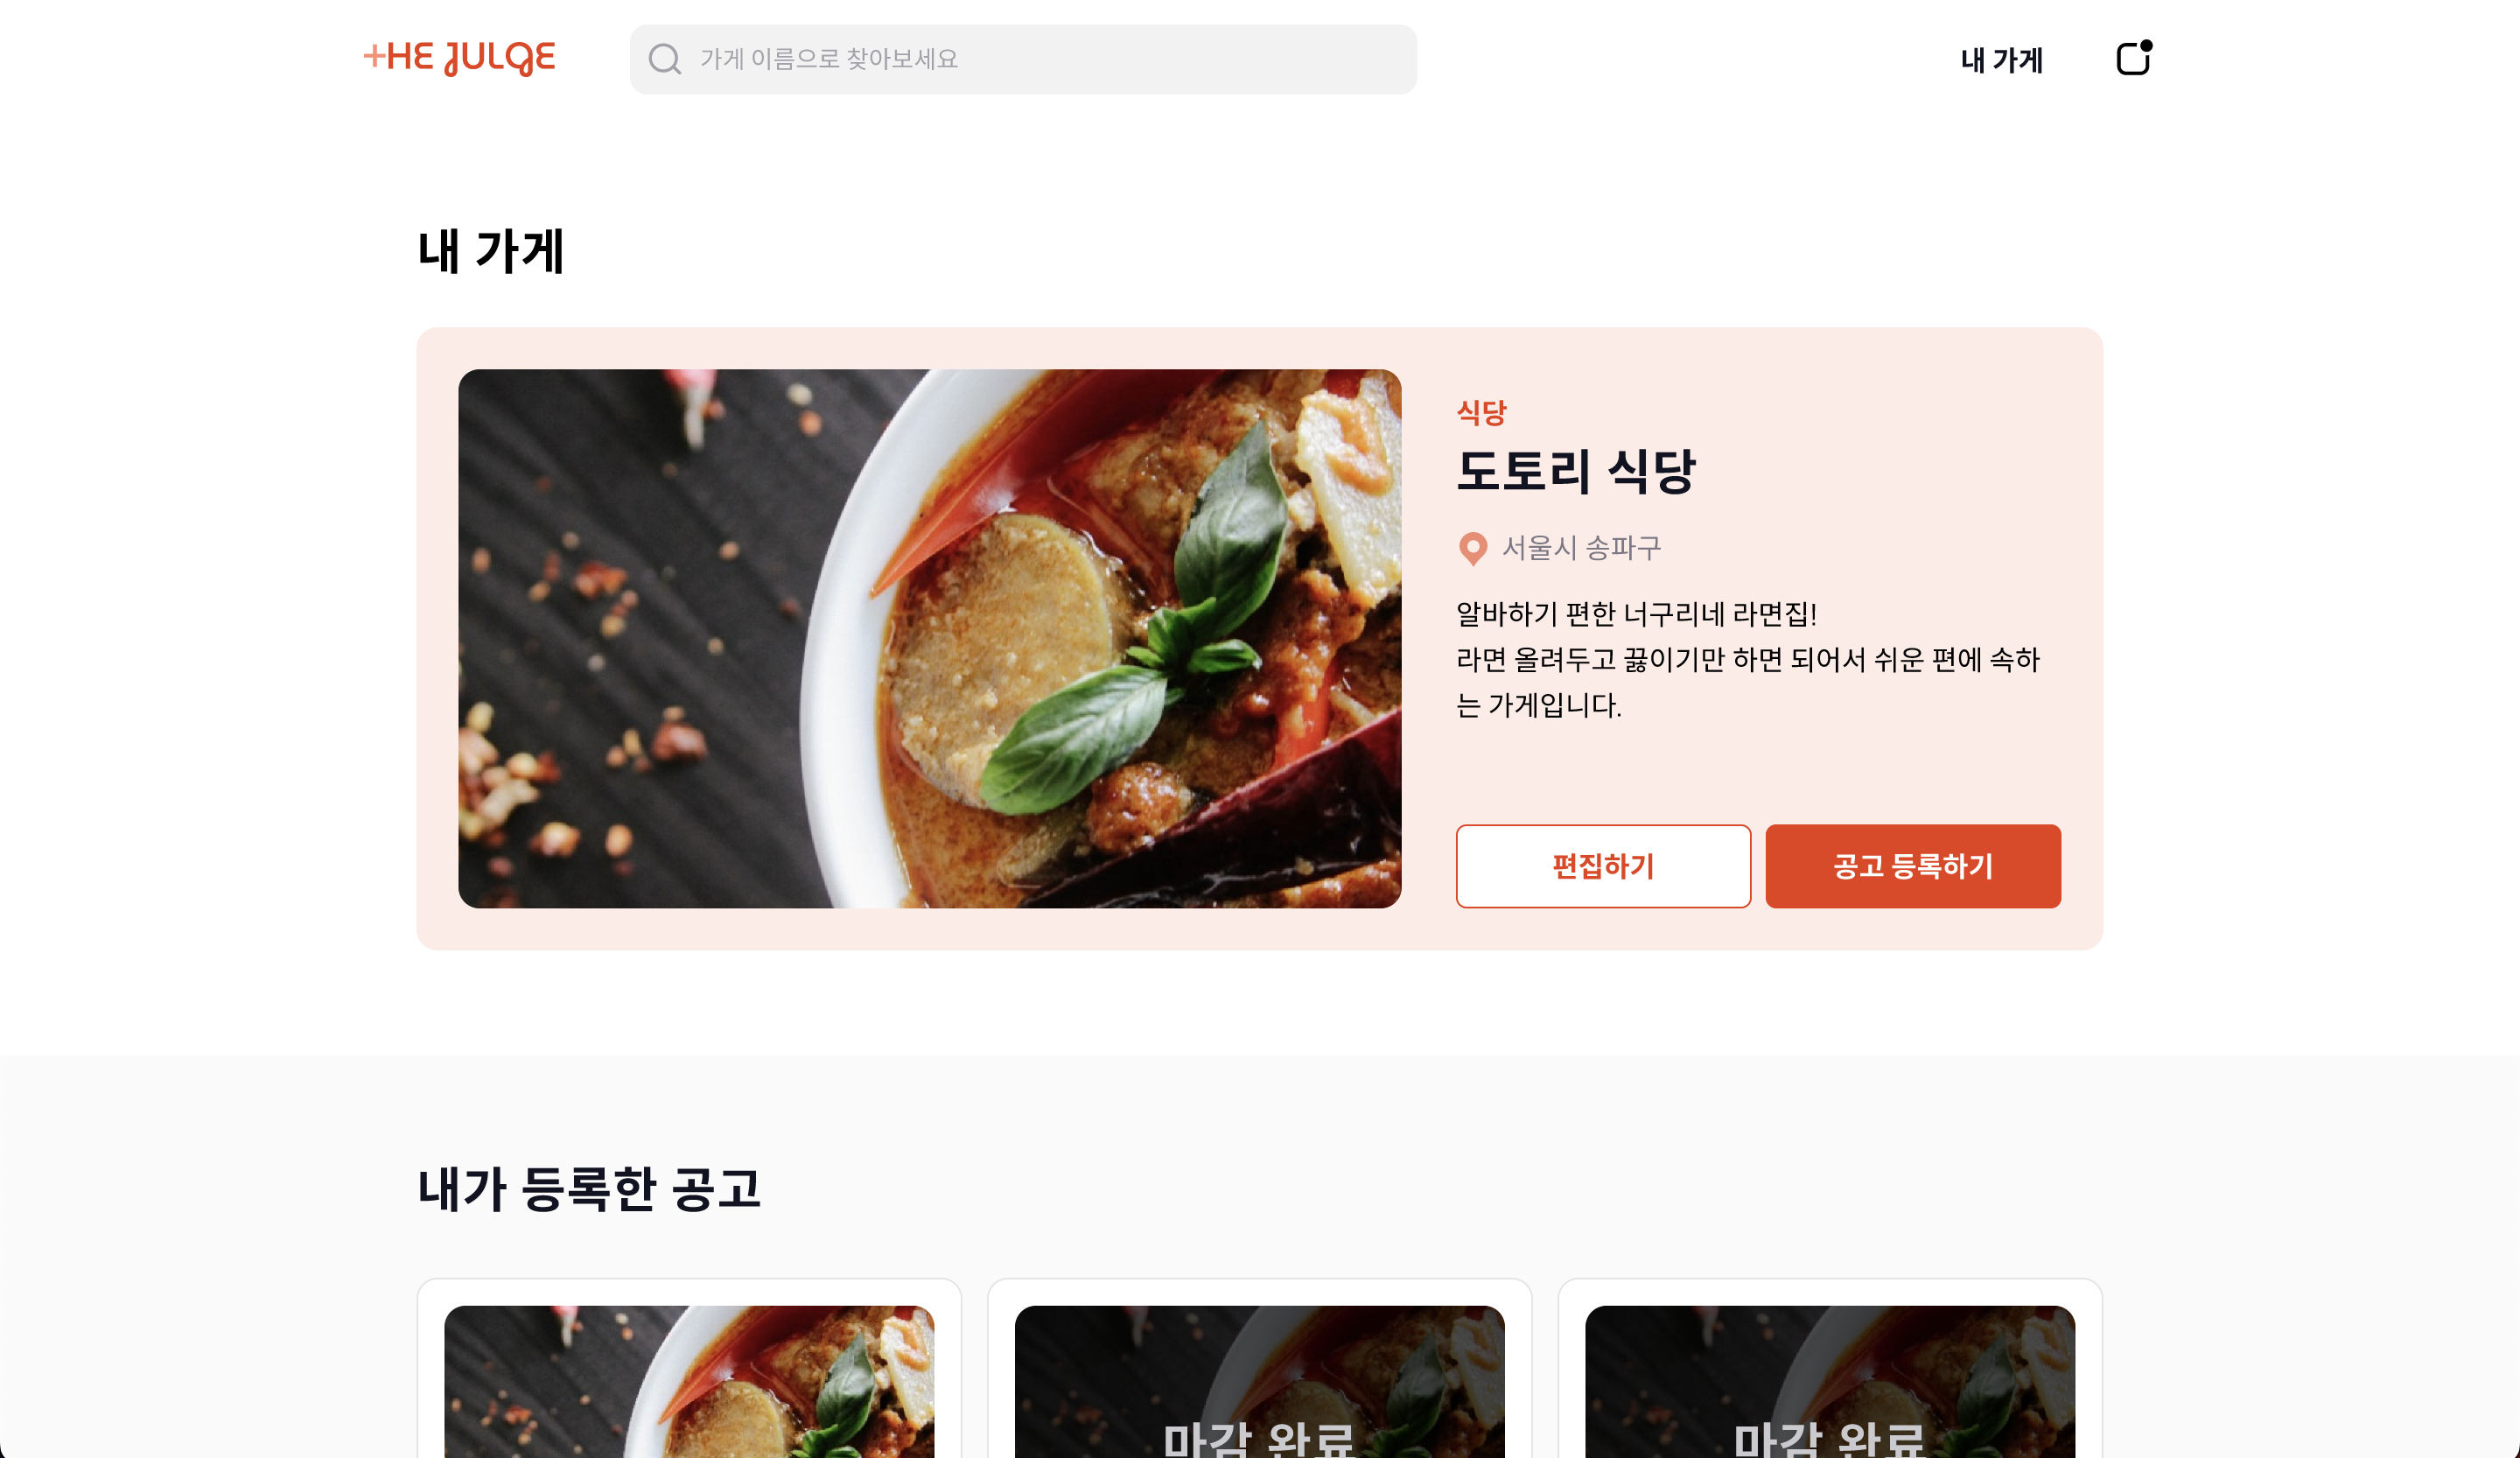 +HE JULGE
가게 이름으로 찾아보세요
내 가게
내 가게
식당
도토리 식당
서울시 송파구
알바하기 편한 너구리네 라면집!
라면 올려두고 끓이기만 하면 되어서 쉬운 편에 속하
는 가게입니다.
편집하기
공고 등록하기
내가 등록한 공고
마감 완료
마감 완료